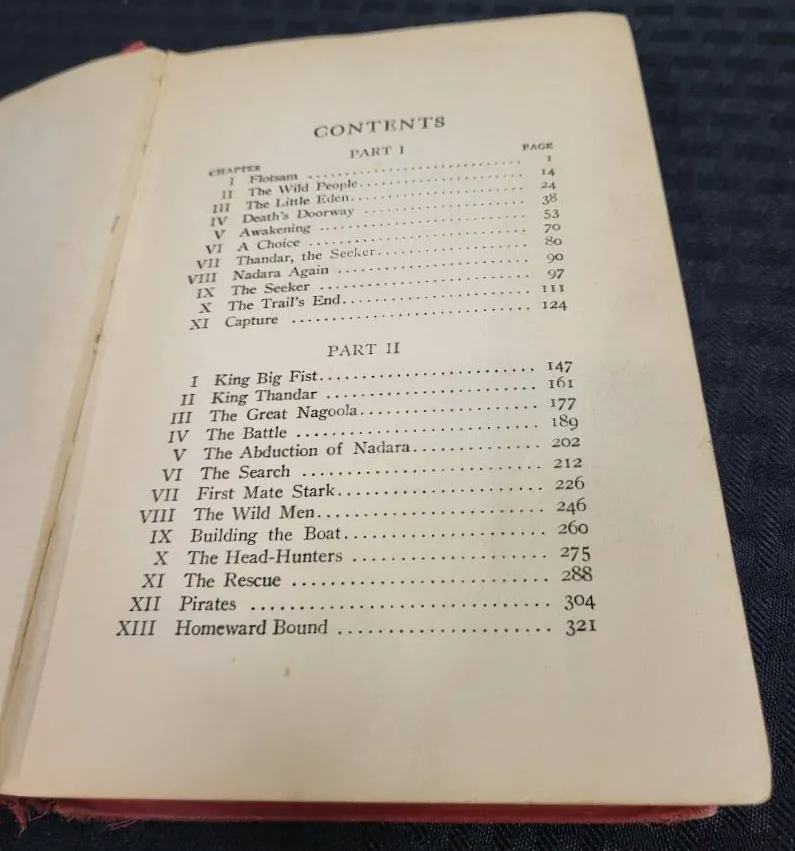 CONTENTS
PART I
CHAPTER PAGE
I Flotsam .............................. 1
II The Wild People........................ 14
III The Little Eden......................... 24
IV Death's Doorway ........................ 38
V Awakening .............................. 53
VI A Choice .............................. 70
VII Thandar, the Seeker..................... 80
VIII Nadara Again ........................... 90
IX The Seeker ............................. 97
X The Trail's End......................... 111
XI Capture ................................ 124
PART II
I King Big Fist.......................... 147
II King Thandar .......................... 161
III The Great Nagoola...................... 177
IV The Battle ............................ 189
V The Abduction of Nadara............... 202
VI The Search ............................ 212
VII First Mate Stark....................... 226
VIII The Wild Men.......................... 246
IX Building the Boat...................... 260
X The Head-Hunters ..................... 275
XI The Rescue ........................... 288
XII Pirates ............................... 304
XIII Homeward Bound ...................... 321